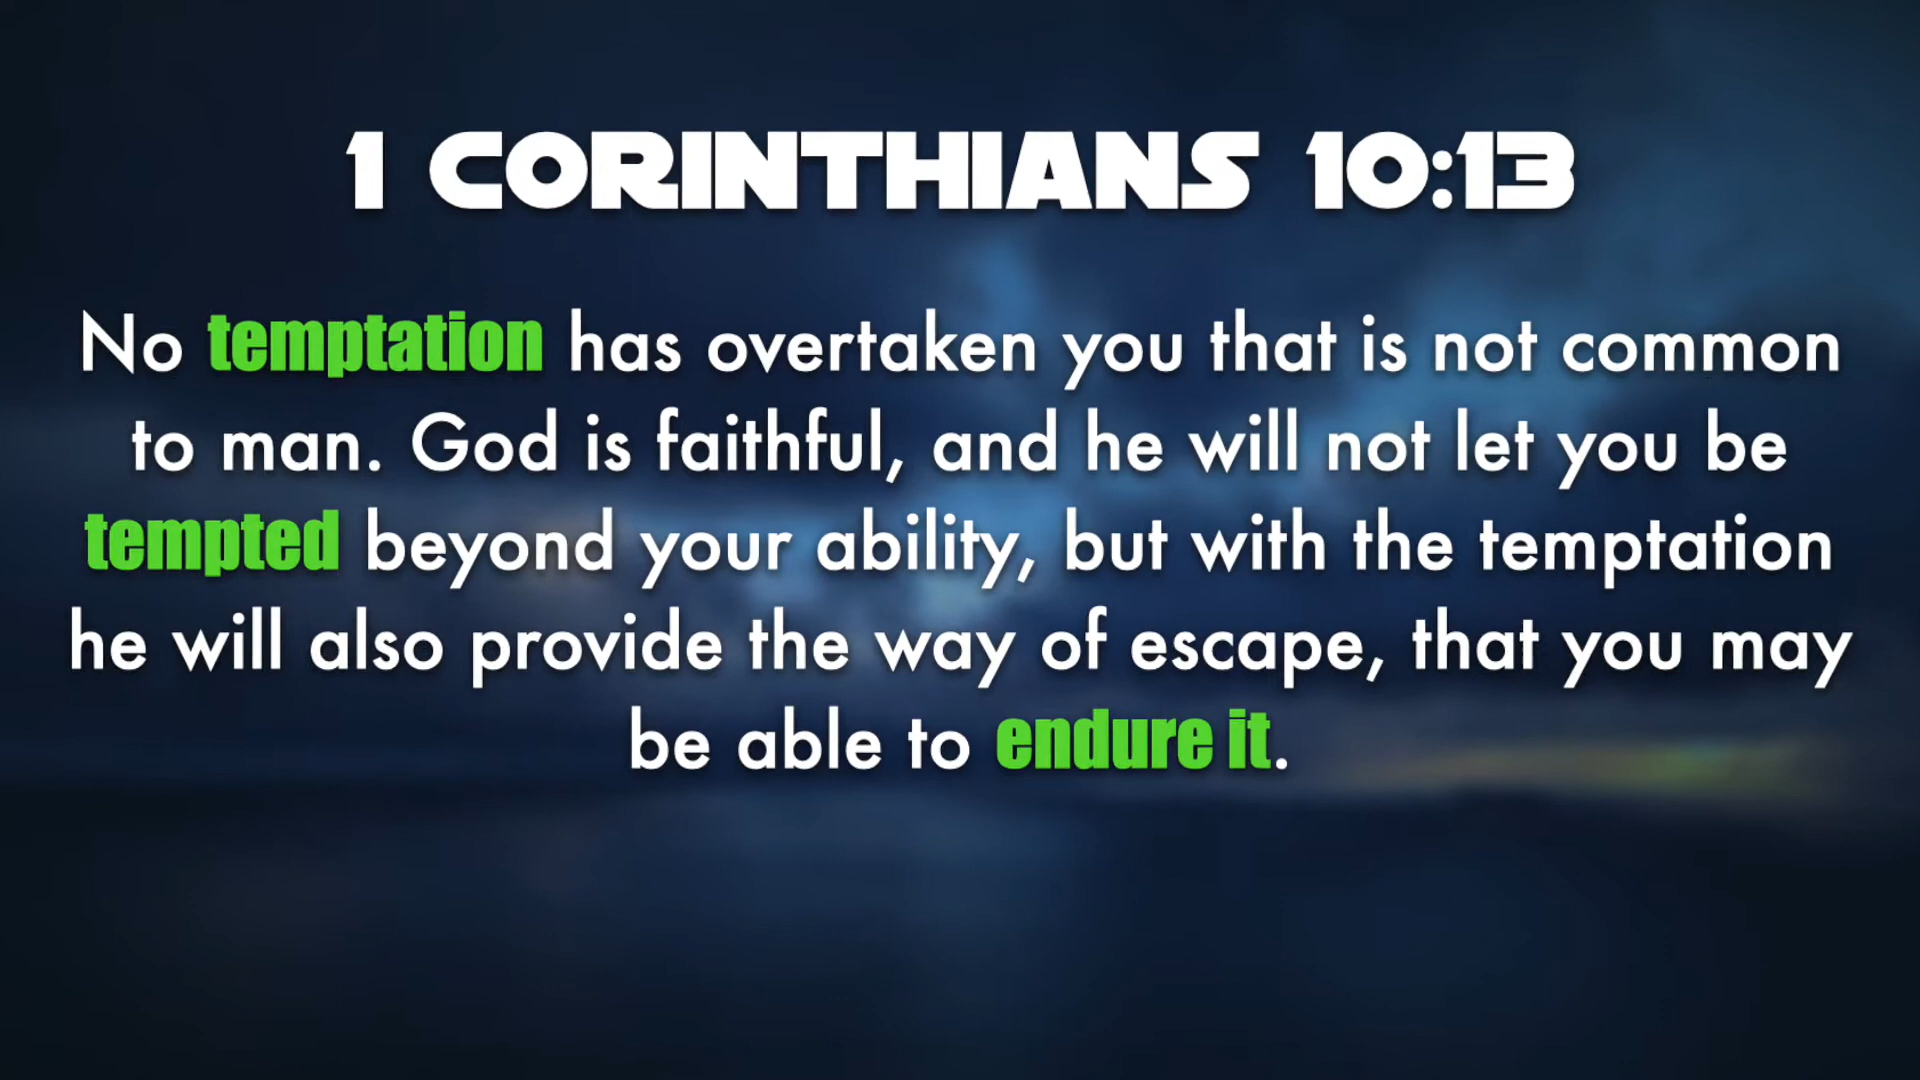 1 CORINTHIANS 10:13
No temptation has overtaken you that is not common
to man. God is faithful, and he will not let you be
tempted beyond your ability, but with the temptation
he will also provide the way of escape, that you may
be able to endure it.